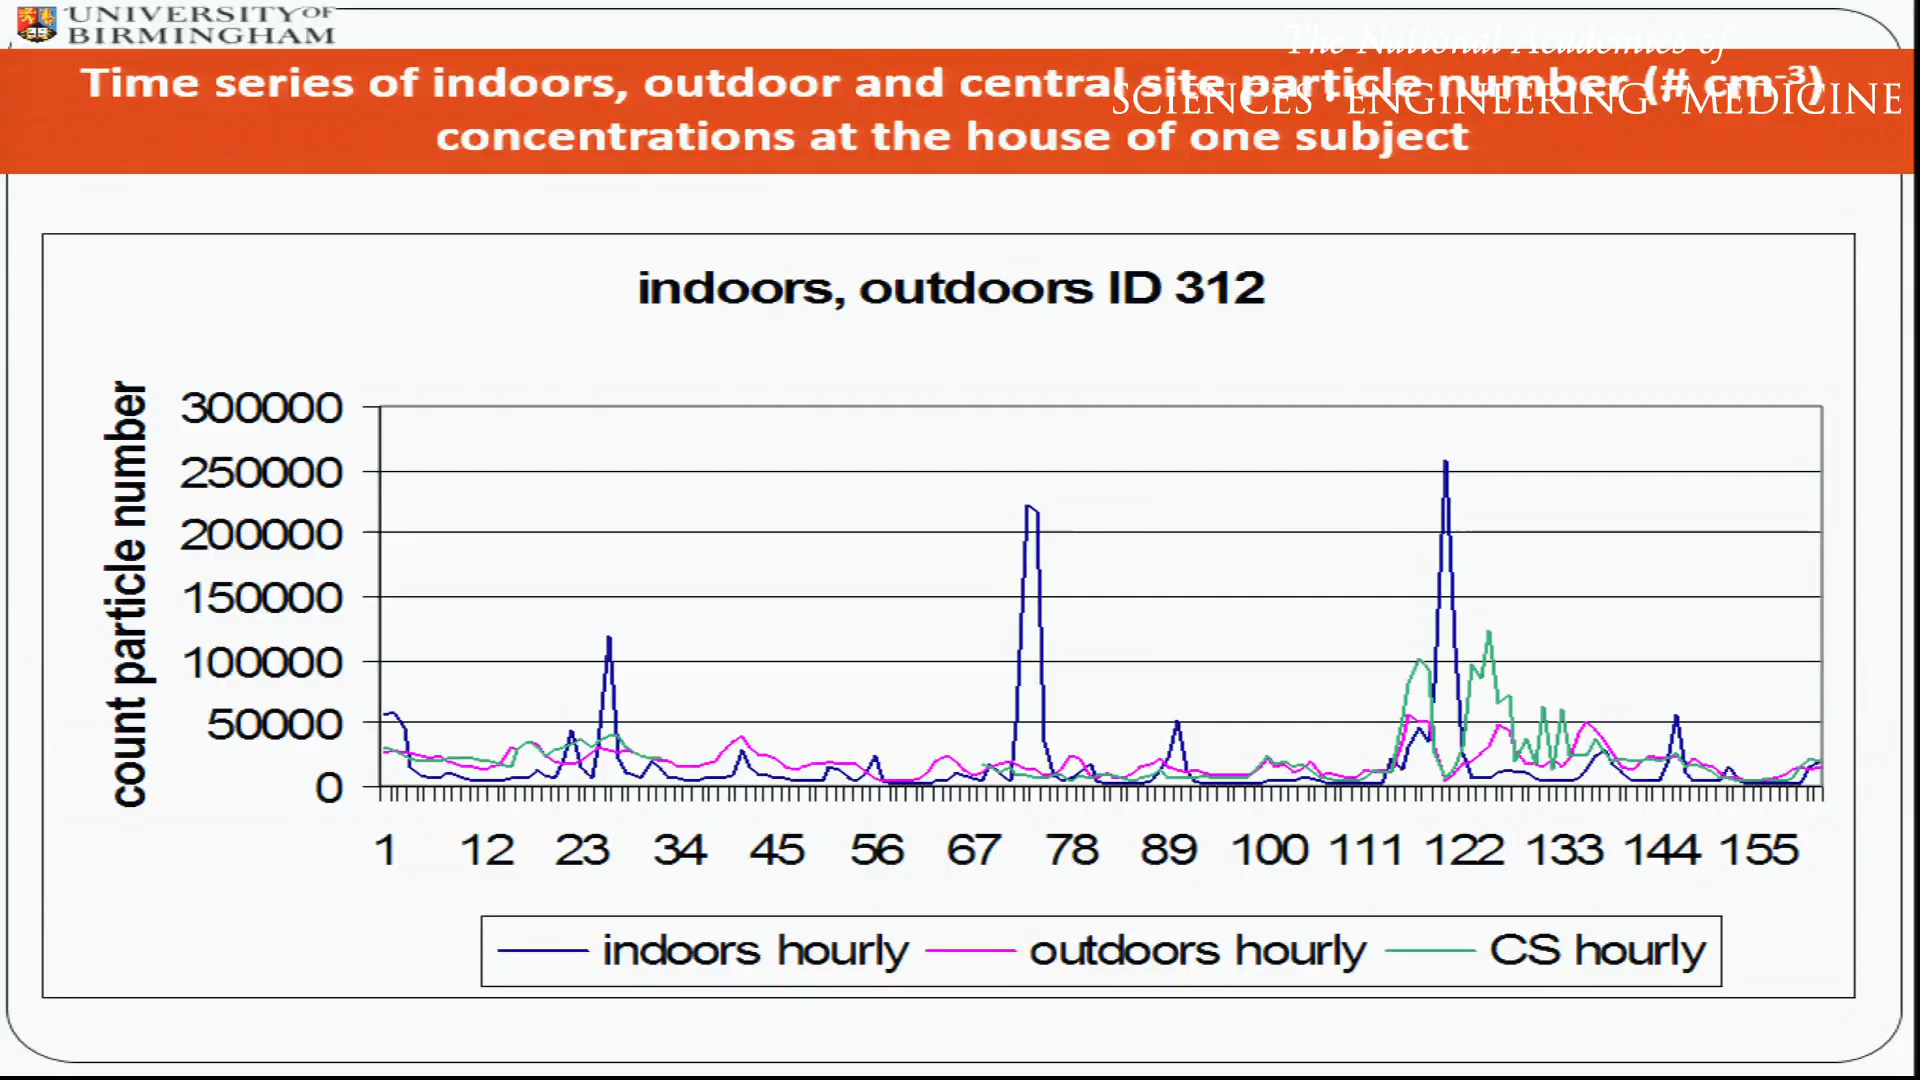 UNIVERSITY OF
BIRMINGHAM
The National Academies of
SCIENCES · ENGINEERING · MEDICINE
Time series of indoors, outdoor and central site particle number (# cm-3)
concentrations at the house of one subject
indoors, outdoors ID 312
count particle number
300000
250000
200000
150000
100000
50000
0
1 12 23 34 45 56 67 78 89 100 111 122 133 144 155
indoors hourly outdoors hourly CS hourly